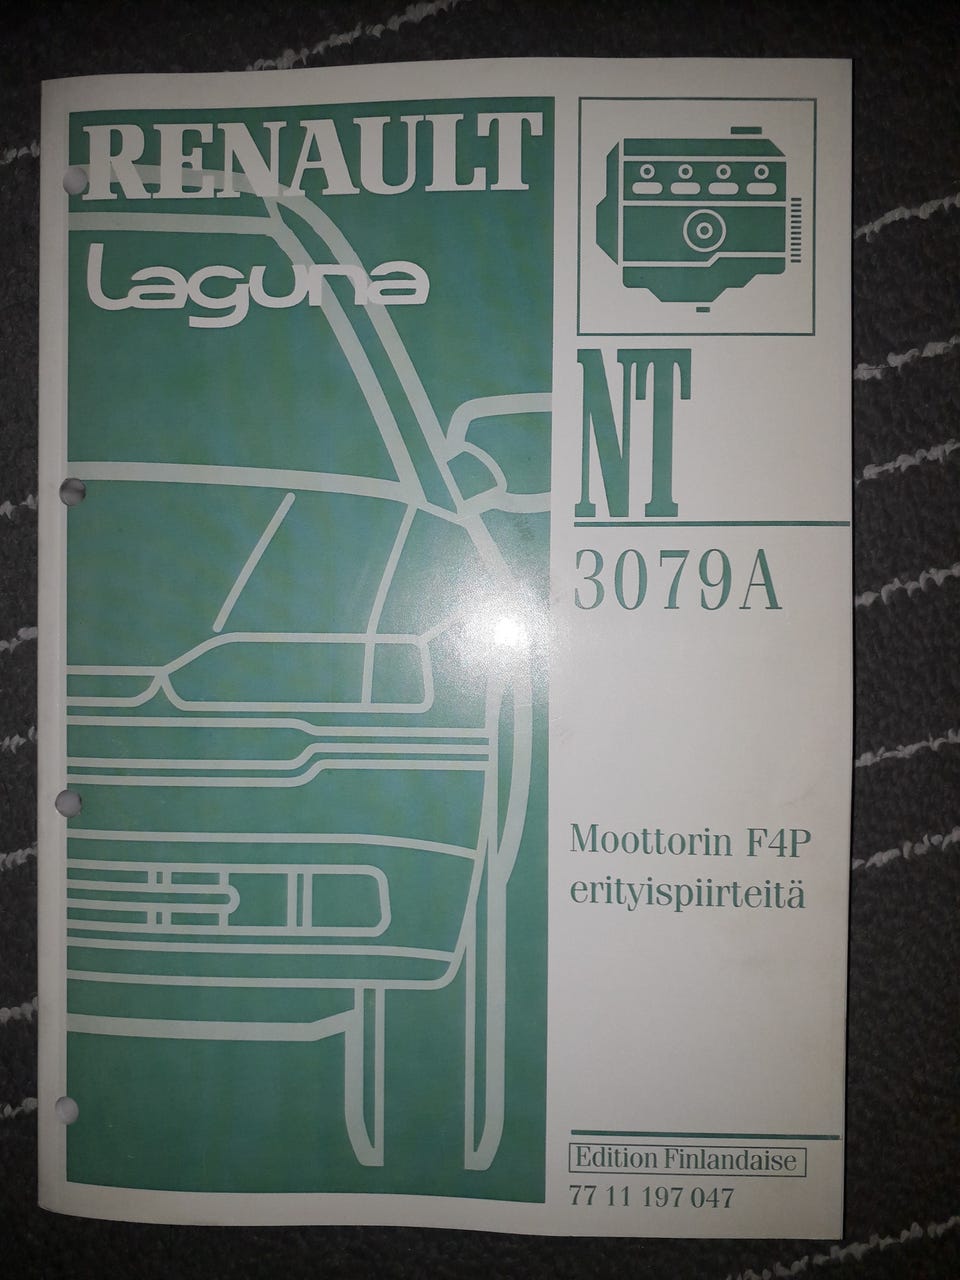 RENAULT
Laguna
NT
3079A
Moottorin F4P
erityispiirteitä
Edition Finlandaise
77 11 197 047